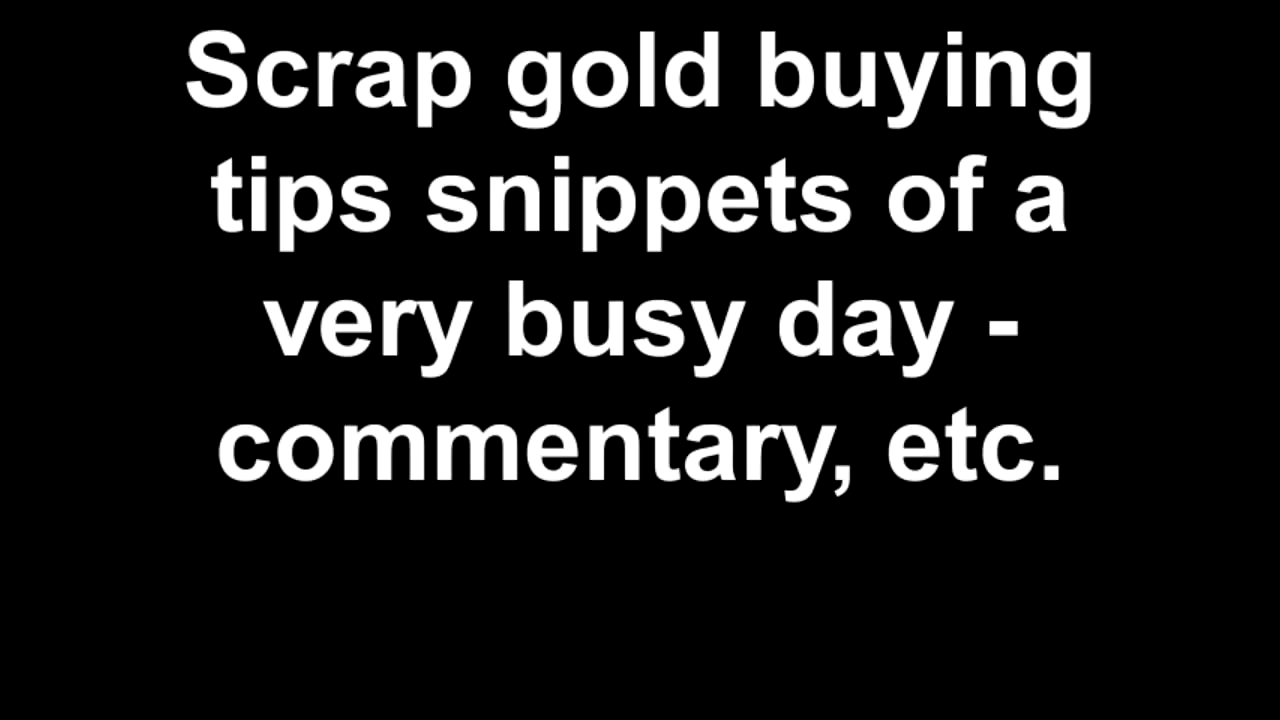 Scrap gold buying
tips snippets of a
very busy day -
commentary, etc.